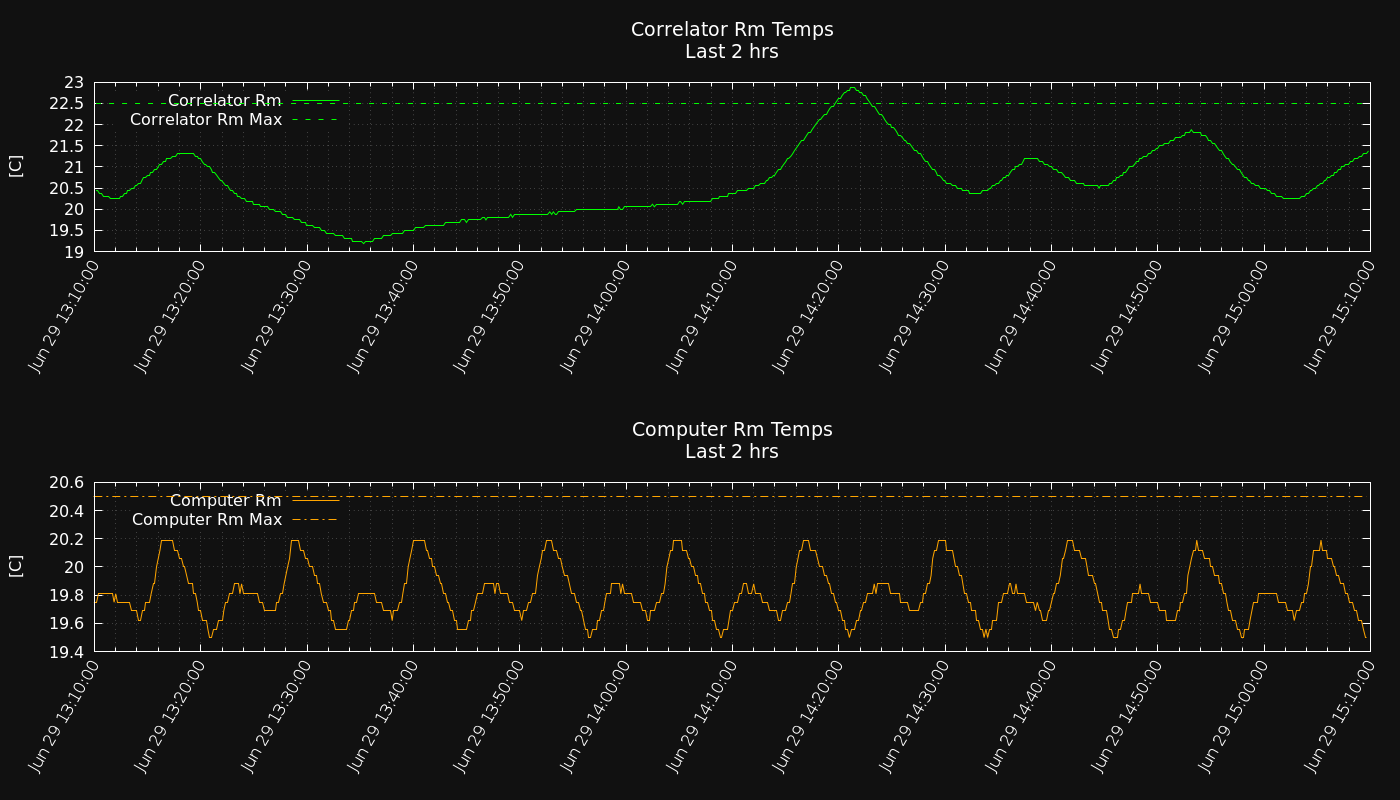 Correlator Rm Temps
Last 2 hrs
[C]
23
22.5
22
21.5
21
20.5
20
19.5
19
Correlator Rm
Correlator Rm Max
Jun 29 13:10:00
Jun 29 13:20:00
Jun 29 13:30:00
Jun 29 13:40:00
Jun 29 13:50:00
Jun 29 14:00:00
Jun 29 14:10:00
Jun 29 14:20:00
Jun 29 14:30:00
Jun 29 14:40:00
Jun 29 14:50:00
Jun 29 15:00:00
Jun 29 15:10:00
Computer Rm Temps
Last 2 hrs
[C]
20.6
20.4
20.2
20
19.8
19.6
19.4
Computer Rm
Computer Rm Max
Jun 29 13:10:00
Jun 29 13:20:00
Jun 29 13:30:00
Jun 29 13:40:00
Jun 29 13:50:00
Jun 29 14:00:00
Jun 29 14:10:00
Jun 29 14:20:00
Jun 29 14:30:00
Jun 29 14:40:00
Jun 29 14:50:00
Jun 29 15:00:00
Jun 29 15:10:00